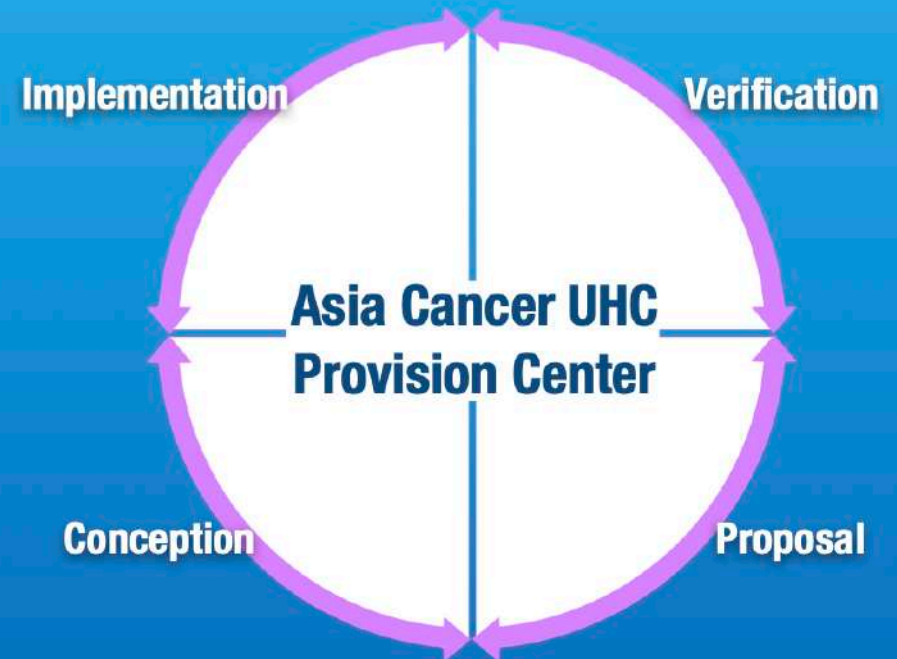 Implementation
Verification
Asia Cancer UHC
Provision Center
Conception
Proposal